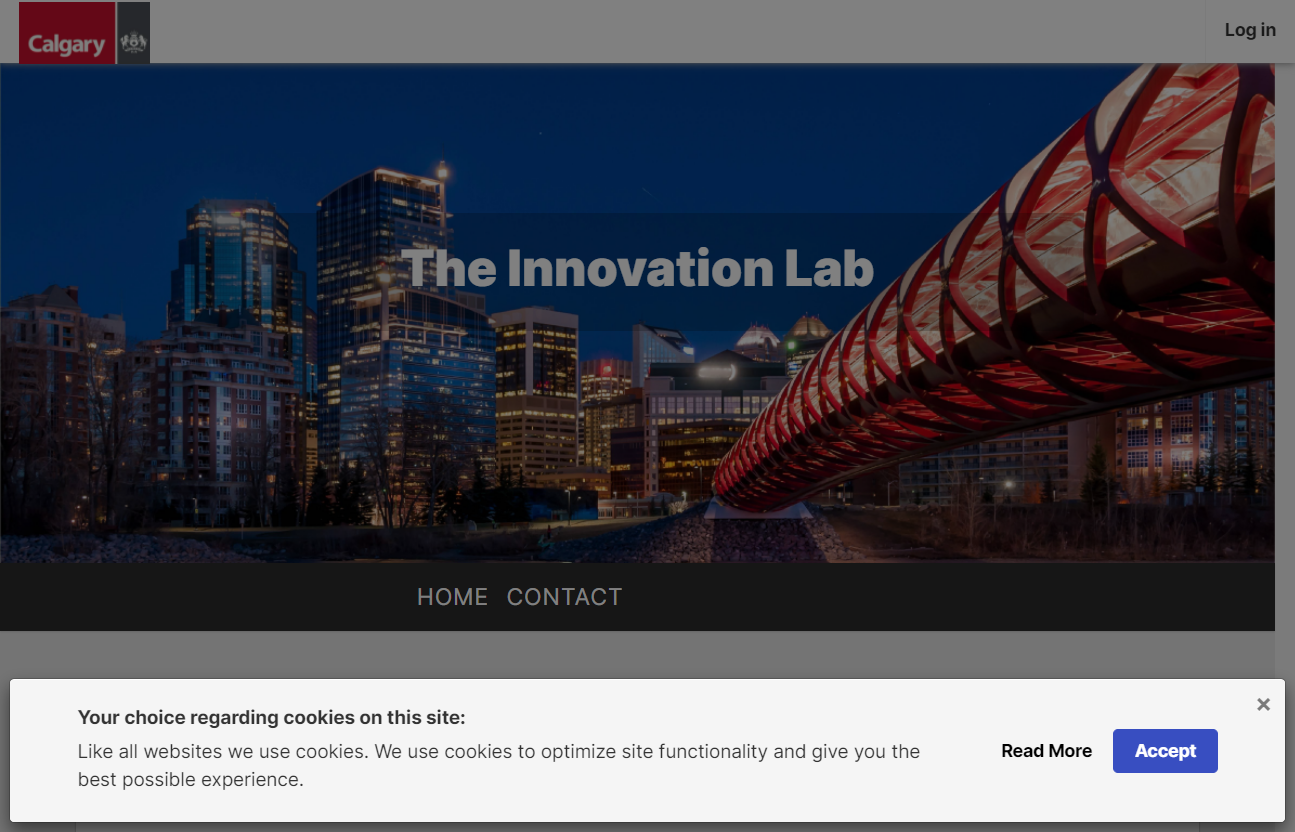 Calgary
Log in
The Innovation Lab
HOME CONTACT
Your choice regarding cookies on this site:
Like all websites we use cookies. We use cookies to optimize site functionality and give you the
best possible experience.
Read More
Accept
×